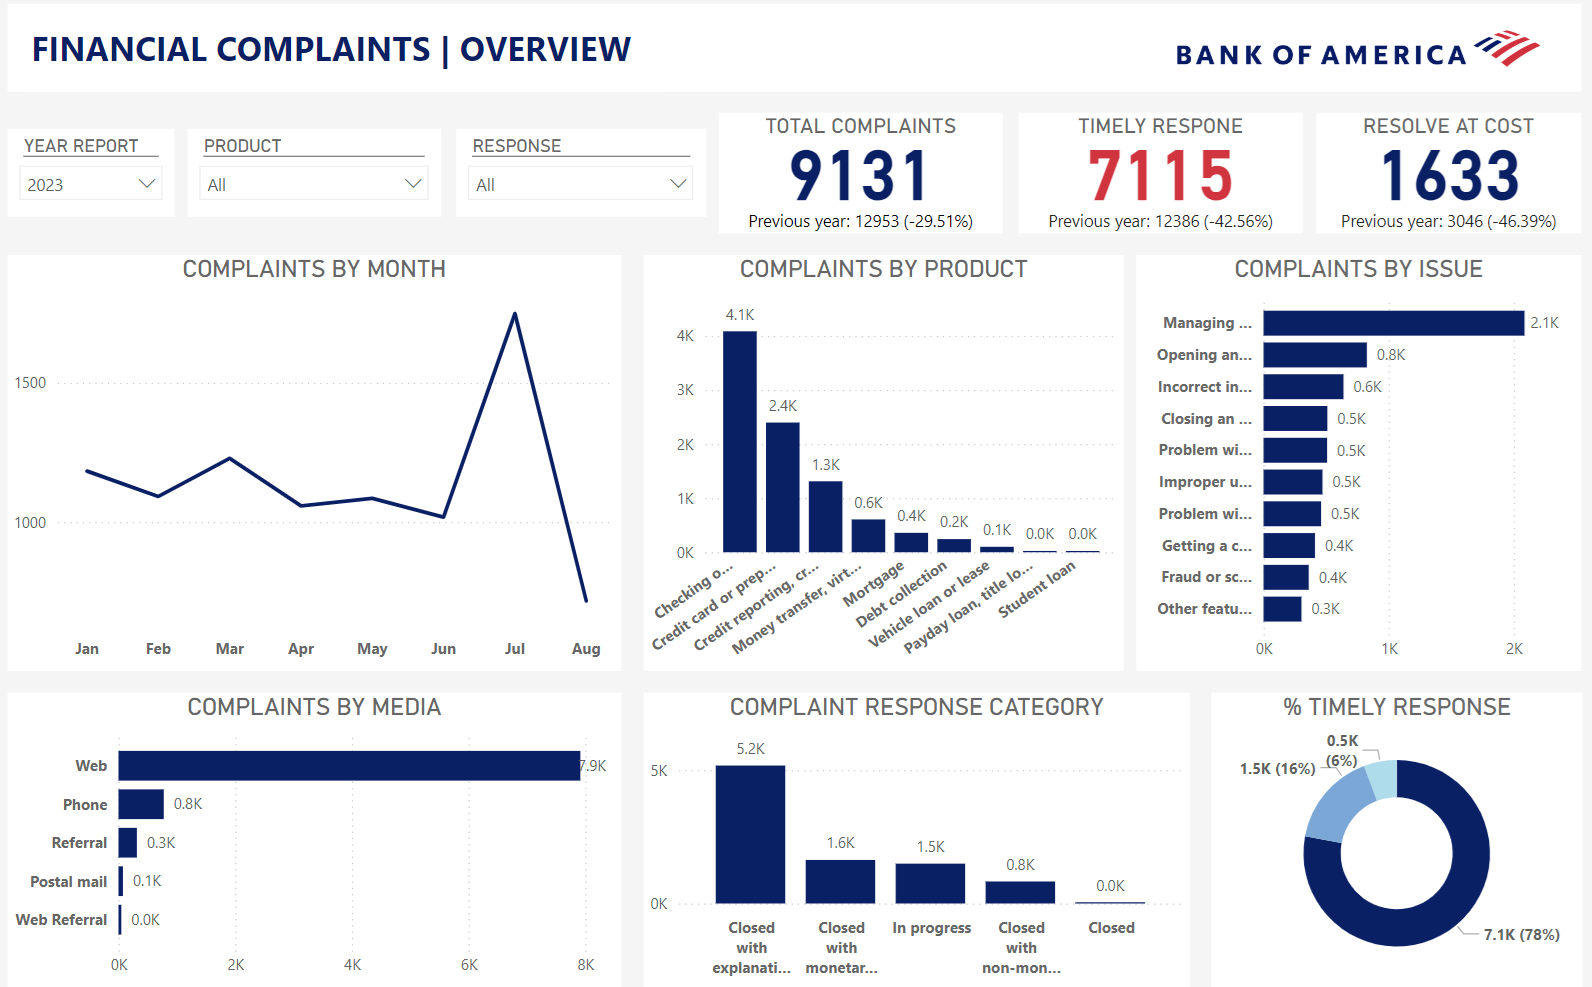 FINANCIAL COMPLAINTS | OVERVIEW
BANK OF AMERICA
YEAR REPORT
2023
PRODUCT
All
RESPONSE
All
TOTAL COMPLAINTS
9131
Previous year: 12953 (-29.51%)
TIMELY RESPONE
7115
Previous year: 12386 (-42.56%)
RESOLVE AT COST
1633
Previous year: 3046 (-46.39%)
COMPLAINTS BY MONTH
1500
1000
Jan Feb Mar Apr May Jun Jul Aug
COMPLAINTS BY PRODUCT
4K
3K
2K
1K
0K
4.1K
2.4K
1.3K
0.6K
0.4K
0.2K
0.1K
0.0K
0.0K
Checking o...
Credit card or prep...
Credit reporting, cr...
Money transfer, virt...
Mortgage
Debt collection
Vehicle loan or lease
Payday loan, title lo...
Student loan
COMPLAINTS BY ISSUE
Managing ... 2.1K
Opening an... 0.8K
Incorrect in... 0.6K
Closing an ... 0.5K
Problem wi... 0.5K
Improper u... 0.5K
Problem wi... 0.5K
Getting a c... 0.4K
Fraud or sc... 0.4K
Other featu... 0.3K
0K 1K 2K
COMPLAINTS BY MEDIA
Web 7.9K
Phone 0.8K
Referral 0.3K
Postal mail 0.1K
Web Referral 0.0K
0K 2K 4K 6K 8K
COMPLAINT RESPONSE CATEGORY
5K
0K
5.2K
1.6K
1.5K
0.8K
0.0K
Closed
with
explanati...
Closed
with
monetar...
In progress
Closed
with
non-mon...
Closed
% TIMELY RESPONSE
0.5K
(6%)
1.5K (16%)
7.1K (78%)